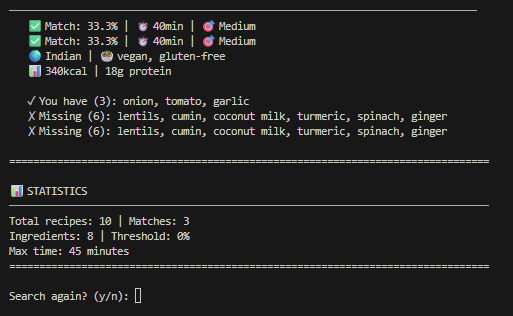 ✅ Match: 33.3% | ⏱ 40min | 🎯 Medium
✅ Match: 33.3% | ⏱ 40min | 🎯 Medium
🌍 Indian | 🥗 vegan, gluten-free
📊 340kcal | 18g protein
✓ You have (3): onion, tomato, garlic
✗ Missing (6): lentils, cumin, coconut milk, turmeric, spinach, ginger
✗ Missing (6): lentils, cumin, coconut milk, turmeric, spinach, ginger
================================================================================
📊 STATISTICS
Total recipes: 10 | Matches: 3
Ingredients: 8 | Threshold: 0%
Max time: 45 minutes
================================================================================
Search again? (y/n):